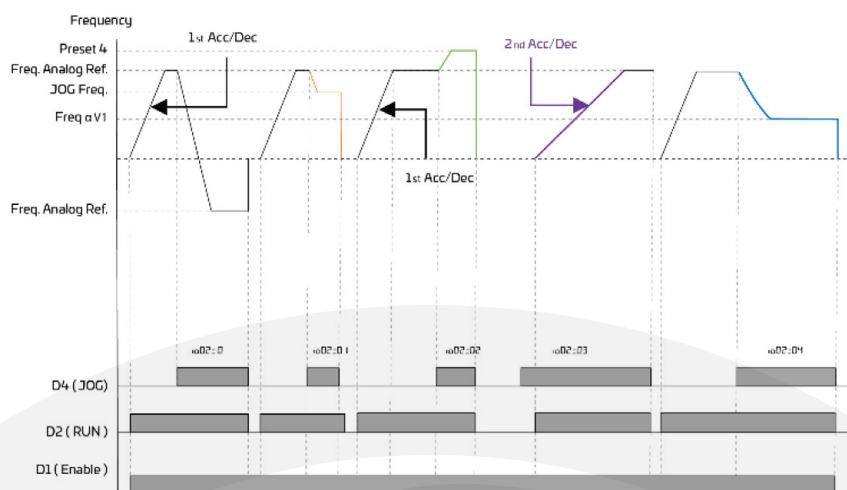 Frequency
1st Acc/Dec
2nd Acc/Dec
Preset 4
Freq. Analog Ref.
JOG Freq.
Freq α V1
1st Acc/Dec
Freq. Analog Ref.
D4 ( JOG)
D2 ( RUN )
D1 ( Enable )